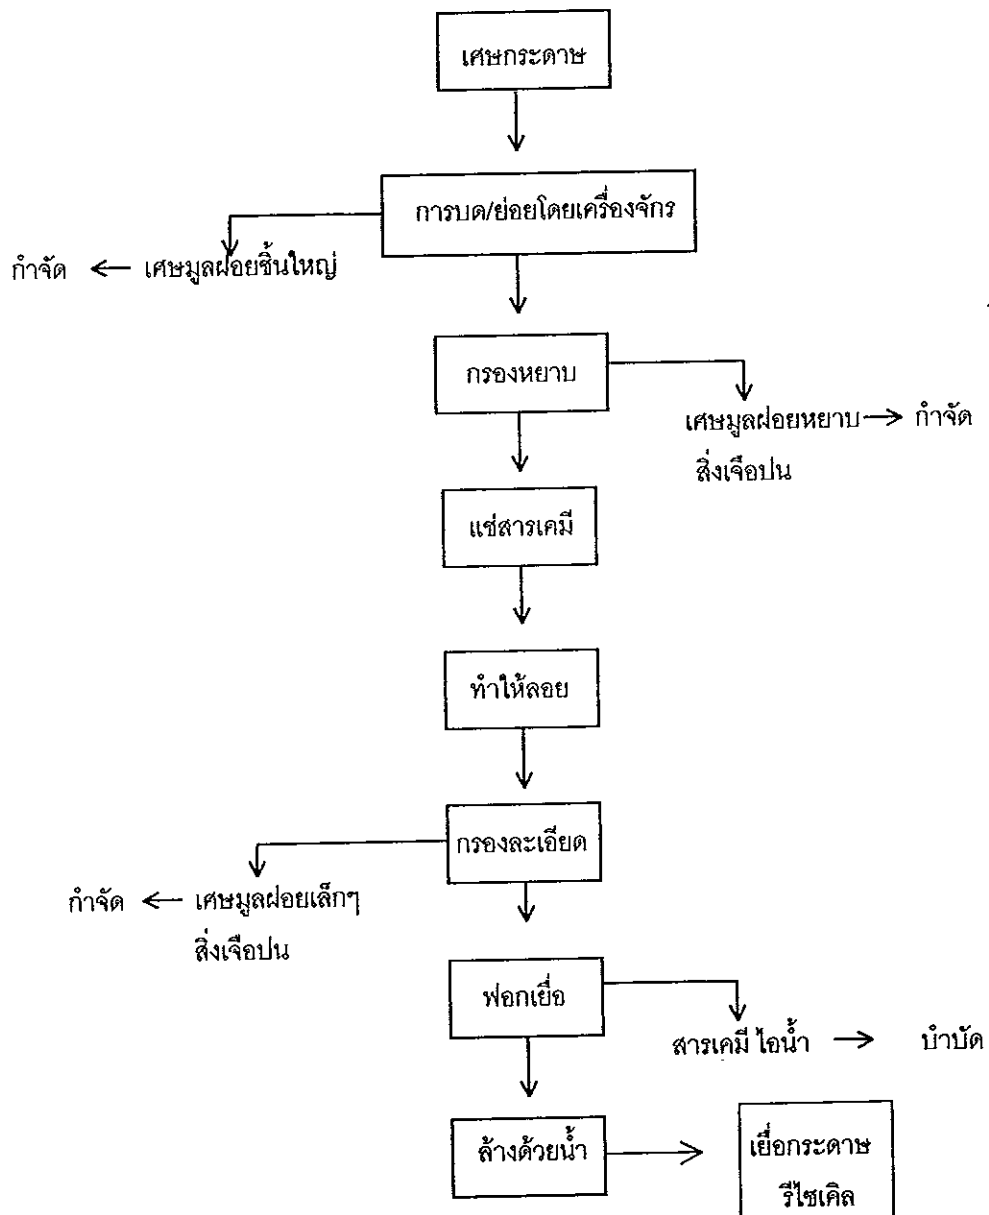 เศษกระดาษ
การบด/ย่อยโดยเครื่องจักร
กำจัด
เศษมูลฝอยชิ้นใหญ่
กรองหยาบ
เศษมูลฝอยหยาบ
กำจัด
สิ่งเจือปน
แช่สารเคมี
ทำให้ลอย
กรองละเอียด
กำจัด
เศษมูลฝอยเล็กๆ
สิ่งเจือปน
ฟอกเยื่อ
สารเคมี ไอน้ำ
บำบัด
ล้างด้วยน้ำ
เยื่อกระดาษ
รีไซเคิล